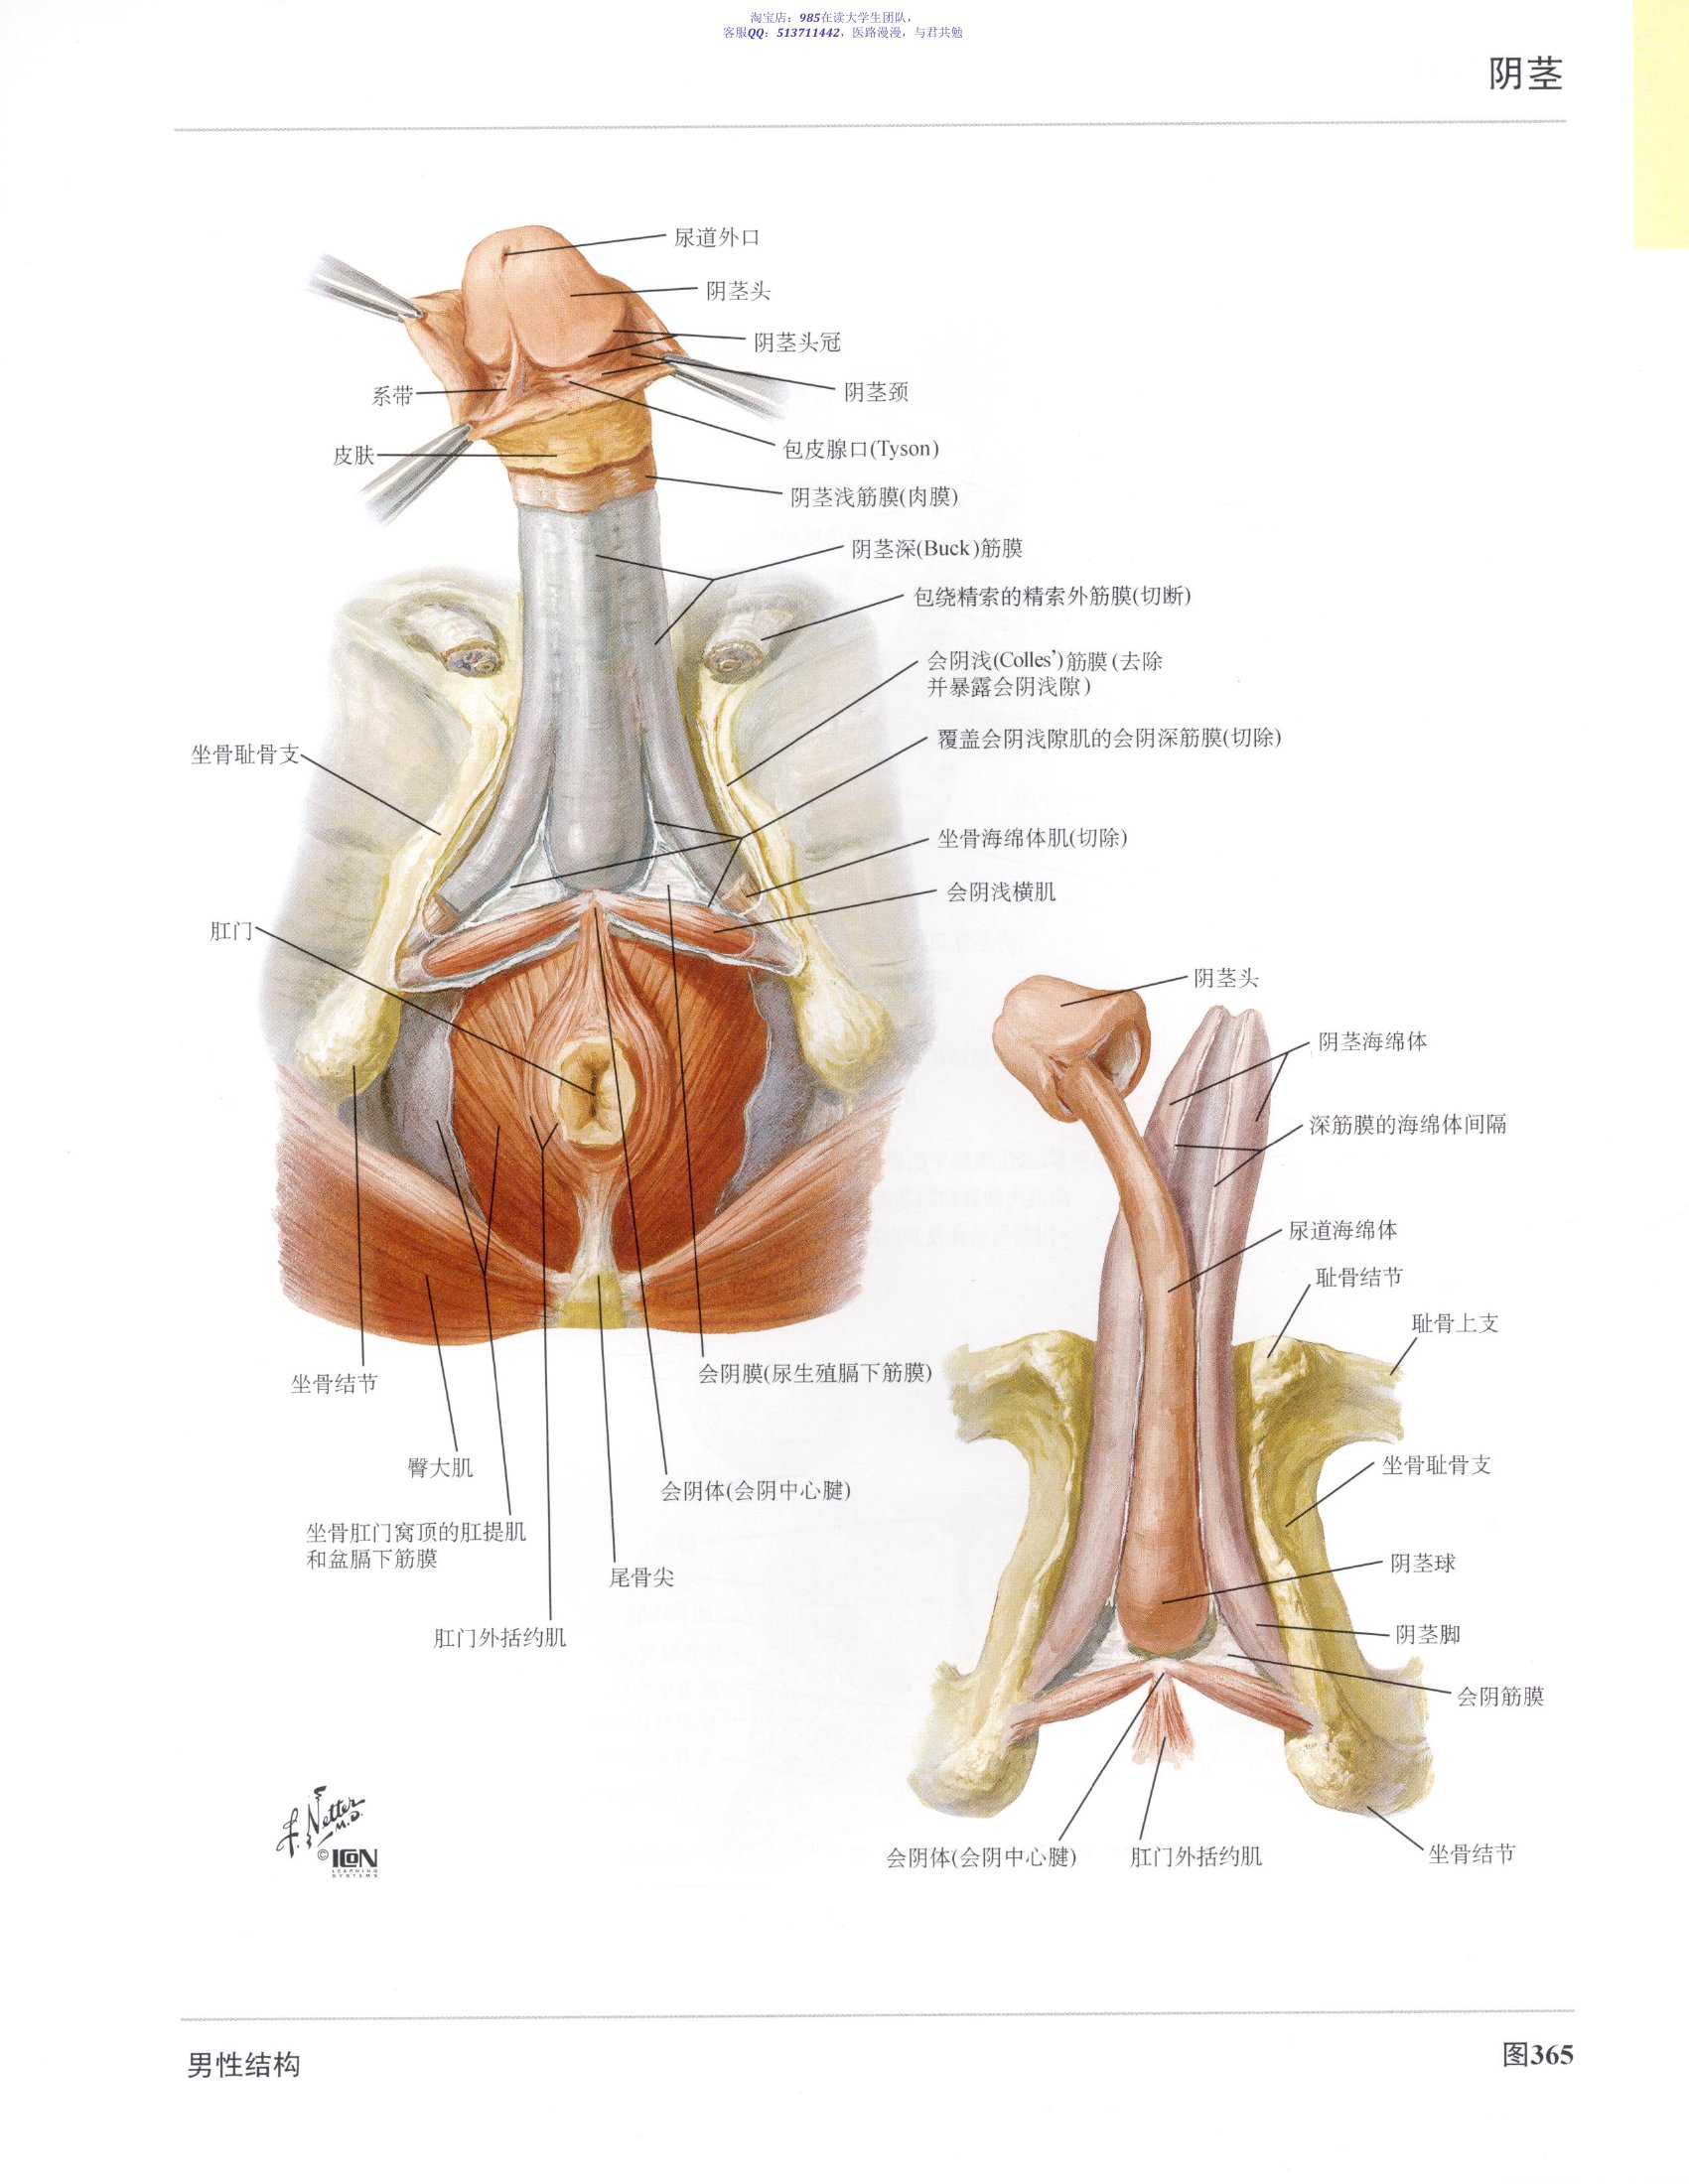 淘宝店：985在读大学生团队，
客服QQ：513711442，医路漫漫，与君共勉
阴茎
尿道外口
阴茎头
阴茎头冠
阴茎颈
系带
包皮腺口(Tyson)
皮肤
阴茎浅筋膜(肉膜)
阴茎深(Buck)筋膜
包绕精索的精索外筋膜(切断)
会阴浅(Colles’)筋膜(去除
并暴露会阴浅隙)
覆盖会阴浅隙肌的会阴深筋膜(切除)
坐骨耻骨支
坐骨海绵体肌(切除)
会阴浅横肌
肛门
阴茎头
阴茎海绵体
深筋膜的海绵体间隔
尿道海绵体
耻骨结节
耻骨上支
坐骨结节
会阴膜(尿生殖膈下筋膜)
臀大肌
会阴体(会阴中心腱)
坐骨肛门窝顶的肛提肌
和盆膈下筋膜
尾骨尖
肛门外括约肌
坐骨耻骨支
阴茎球
阴茎脚
会阴筋膜
会阴体(会阴中心腱)
肛门外括约肌
坐骨结节
F. Netter
M.D.
© ICON
LEARNING
SYSTEMS
男性结构
图365